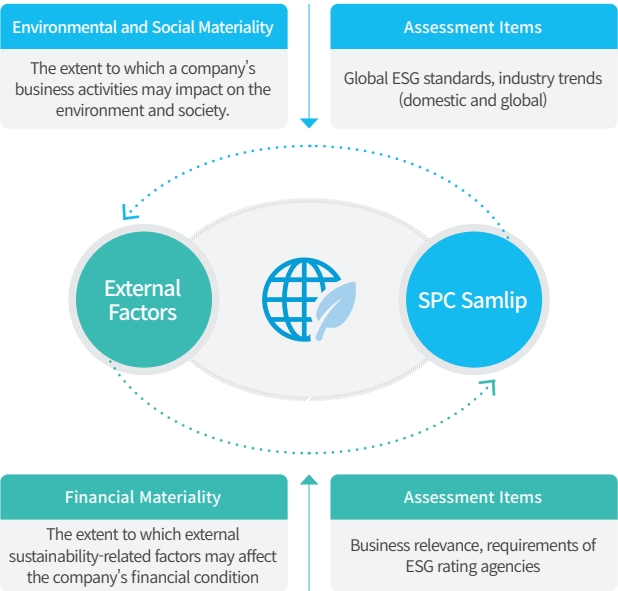 Environmental and Social Materiality
The extent to which a company's
business activities may impact on the
environment and society.
Assessment Items
Global ESG standards, industry trends
(domestic and global)
External
Factors
SPC Samlip
Financial Materiality
The extent to which external
sustainability-related factors may affect
the company's financial condition
Assessment Items
Business relevance, requirements of
ESG rating agencies